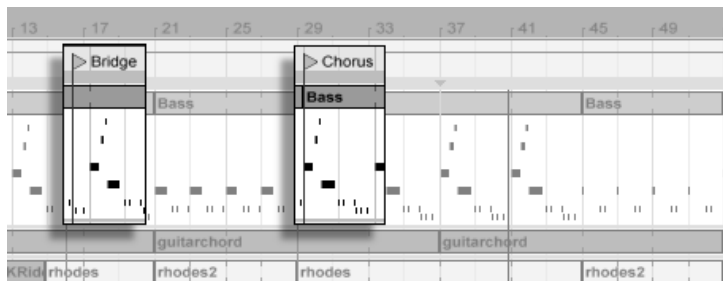 13 17 21 25 29 33 37 41 45 49
Bridge Chorus
Bass Bass Bass
guitarchord guitarchord
KRide rhodes rhodes2 rhodes rhodes2